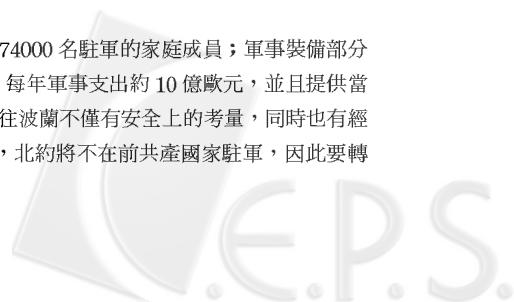 74000 名駐軍的家庭成員；軍事裝備部分
每年軍事支出約 10 億歐元，並且提供當
往波蘭不僅有安全上的考量，同時也有經
，北約將不在前共產國家駐軍，因此要轉
C.E.P.S.